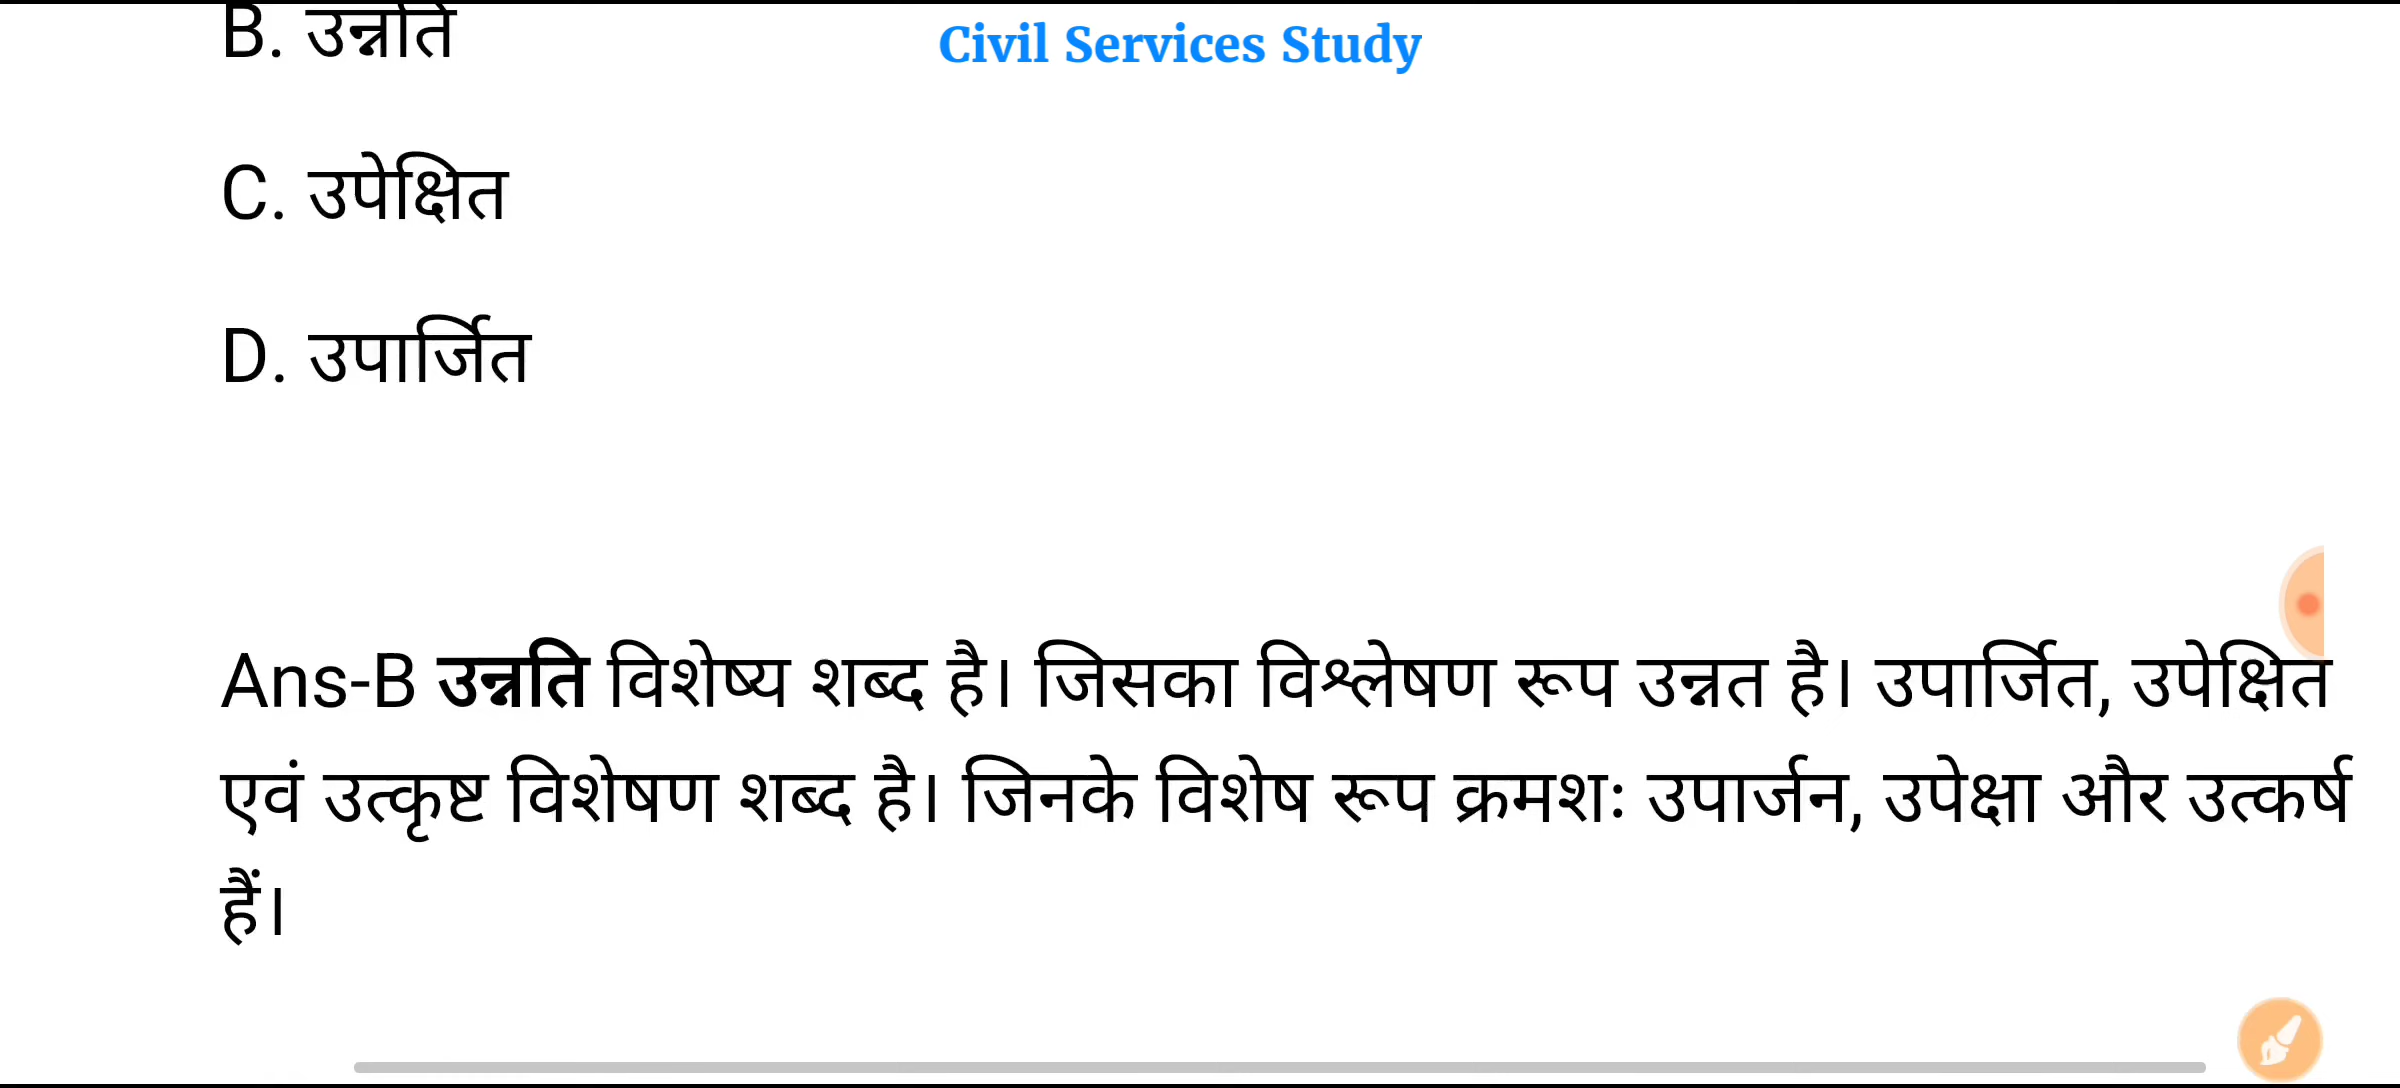 B. उन्नति
Civil Services Study
C. उपेक्षित
D. उपार्जित
Ans-B उन्नति विशेष्य शब्द है। जिसका विश्लेषण रूप उन्नत है। उपार्जित, उपेक्षित
एवं उत्कृष्ट विशेषण शब्द है। जिनके विशेष रूप क्रमशः उपार्जन, उपेक्षा और उत्कर्ष
हैं।